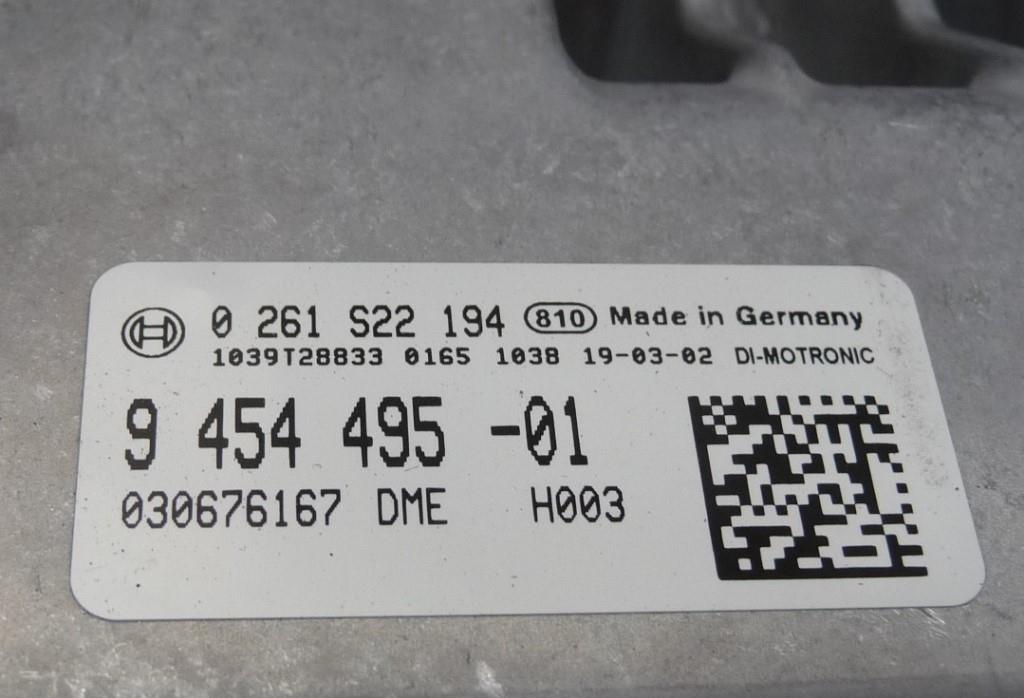 0 261 S22 194 810 Made in Germany
1039T28833 0165 1038 19-03-02 DI-MOTRONIC
9 454 495 -01
030676167 DME H003